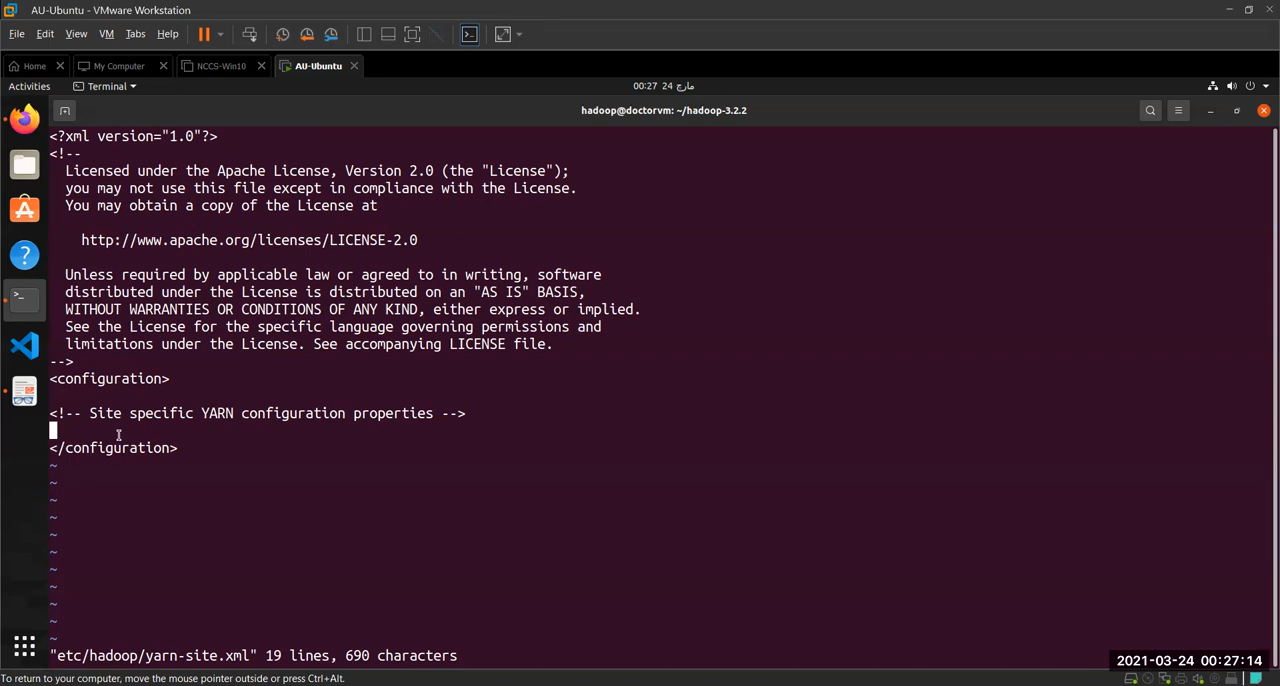 AU-Ubuntu - VMware Workstation
File Edit View VM Tabs Help
Home My Computer NCCS-Win10 AU-Ubuntu
Activities Terminal 00:27 24 مارچ
hadoop@doctorvm: ~/hadoop-3.2.2
<?xml version="1.0"?>
<!--
Licensed under the Apache License, Version 2.0 (the "License");
you may not use this file except in compliance with the License.
You may obtain a copy of the License at
http://www.apache.org/licenses/LICENSE-2.0
Unless required by applicable law or agreed to in writing, software
distributed under the License is distributed on an "AS IS" BASIS,
WITHOUT WARRANTIES OR CONDITIONS OF ANY KIND, either express or implied.
See the License for the specific language governing permissions and
limitations under the License. See accompanying LICENSE file.
-->
<configuration>
<!-- Site specific YARN configuration properties -->
</configuration>
~
~
~
~
~
~
~
~
~
~
~
"etc/hadoop/yarn-site.xml" 19 lines, 690 characters
2021-03-24 00:27:14
To return to your computer, move the mouse pointer outside or press Ctrl+Alt.